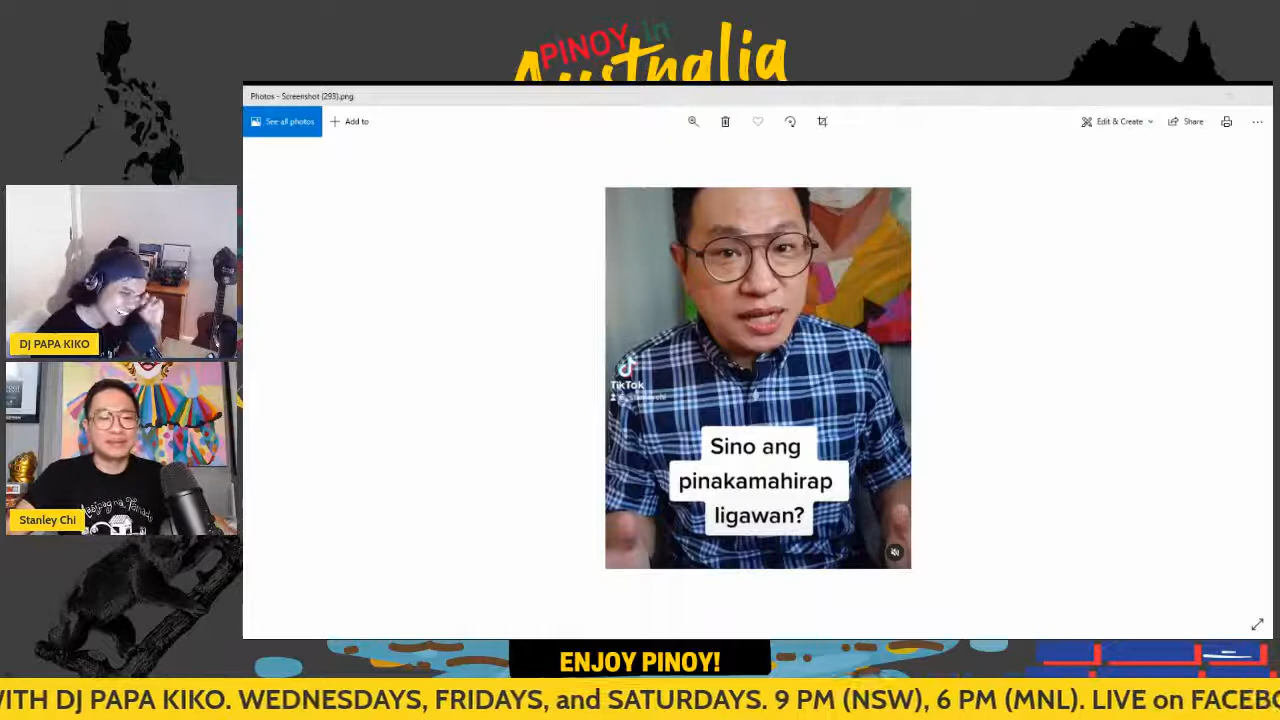 PINOY in
Australia
Photos - Screenshot (293).png
See all photos
Add to
Edit & Create
Share
DJ PAPA KIKO
Stanley Chi
TikTok
Sino ang
pinakamahirap
ligawan?
ENJOY PINOY!
WITH DJ PAPA KIKO. WEDNESDAYS, FRIDAYS, and SATURDAYS. 9 PM (NSW), 6 PM (MNL). LIVE on FACEBO